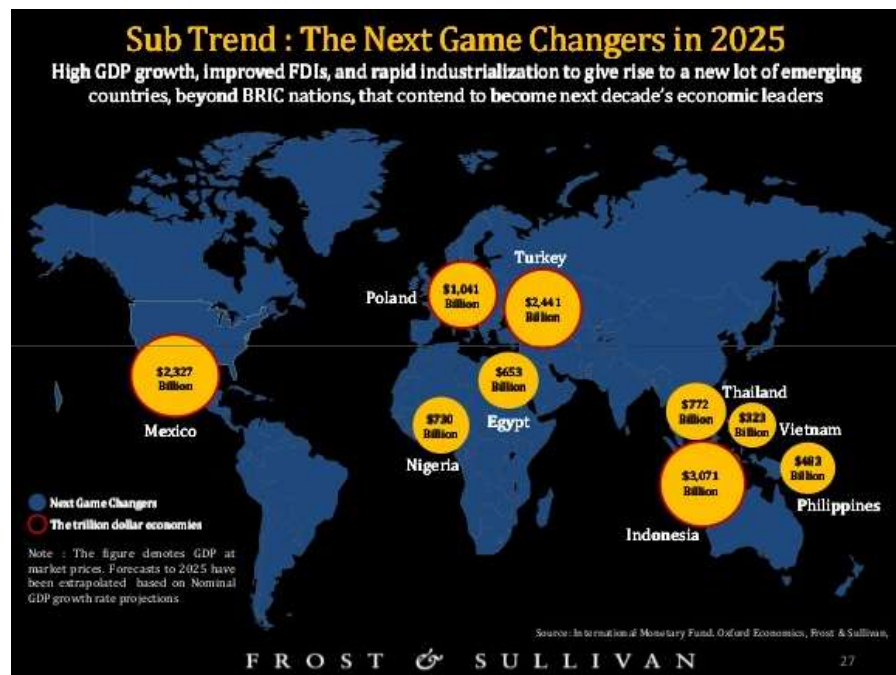 Sub Trend : The Next Game Changers in 2025
High GDP growth, improved FDIs, and rapid industrialization to give rise to a new lot of emerging
countries, beyond BRIC nations, that contend to become next decade's economic leaders
Turkey
$2,441
Billion
Poland
$1,041
Billion
$2,327
Billion
Mexico
$653
Billion
Egypt
$730
Billion
Nigeria
Thailand
$772
Billion
$323
Billion
Vietnam
$483
Billion
Philippines
$3,071
Billion
Indonesia
Next Game Changers
The trillion dollar economies
Note : The figure denotes GDP at
market prices. Forecasts to 2025 have
been extrapolated based on Nominal
GDP growth rate projections
Source: International Monetary Fund. Oxford Economics, Frost & Sullivan,
FROST & SULLIVAN
27